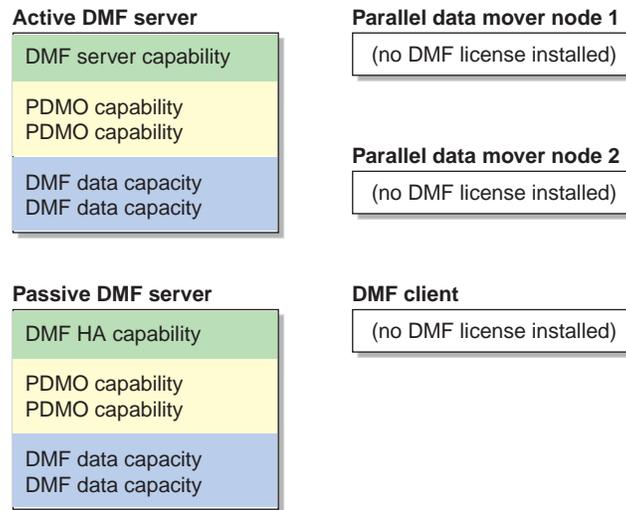 Active DMF server
DMF server capability
PDMO capability
PDMO capability
DMF data capacity
DMF data capacity
Parallel data mover node 1
(no DMF license installed)
Parallel data mover node 2
(no DMF license installed)
Passive DMF server
DMF HA capability
PDMO capability
PDMO capability
DMF data capacity
DMF data capacity
DMF client
(no DMF license installed)